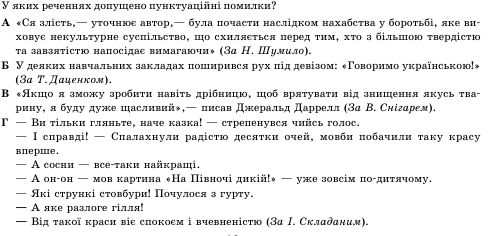 У яких реченнях допущено пунктуаційні помилки?
А «Ся злість,— уточнює автор,— була почасти наслідком нахабства у боротьбі, яке ви-
ховує некультурне суспільство, що схиляється перед тим, хто з більшою твердістю
та завзятістю напосідає вимагаючи» (За Н. Шумило).
Б У деяких навчальних закладах поширився рух під девізом: «Говоримо українською!»
(За Т. Даценком).
В «Якщо я зможу зробити навіть дрібницю, щоб врятувати від знищення якусь тва-
рину, я буду дуже щасливий»,— писав Джеральд Даррелл (За В. Снігарем).
Г — Ви тільки гляньте, наче казка! — стрепенувся чийсь голос.
— І справді! — Спалахнули радістю десятки очей, мовби побачили таку красу
вперше.
— А сосни — все-таки найкращі.
— А он-он — мов картина «На Півночі дикій!» — уже зовсім по-дитячому.
— Які стрункі стовбури! Почулося з гурту.
— А яке разлоге гілля!
— Від такої краси віє спокоєм і вчевненістю (За І. Складаним).